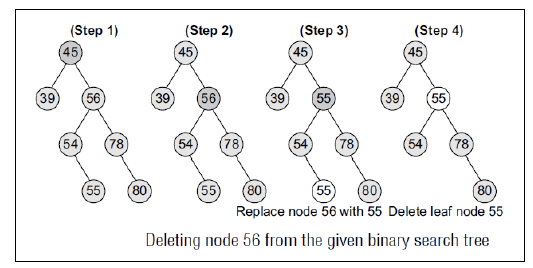 (Step 1) (Step 2) (Step 3) (Step 4)
45 45 45 45
39 56 39 56 39 55 39 55
54 78 54 78 54 78 54 78
55 80 55 80 55 80 80
Replace node 56 with 55 Delete leaf node 55
Deleting node 56 from the given binary search tree